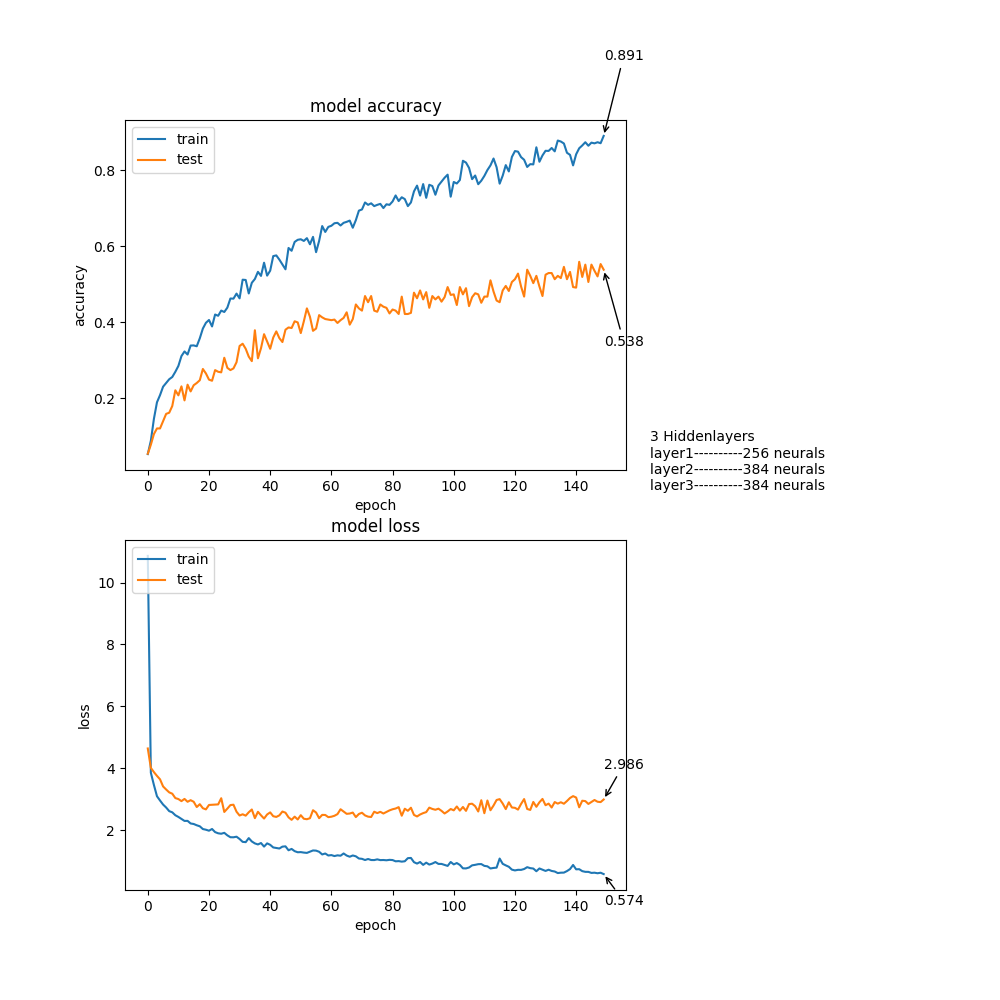 0.891
model accuracy
train
test
0.8
0.6
0.4
0.2
accuracy
0.538
0 20 40 60 80 100 120 140
epoch
3 Hiddenlayers
layer1----------256 neurals
layer2----------384 neurals
layer3----------384 neurals
model loss
train
test
10
8
6
4
2
loss
2.986
0.574
0 20 40 60 80 100 120 140
epoch